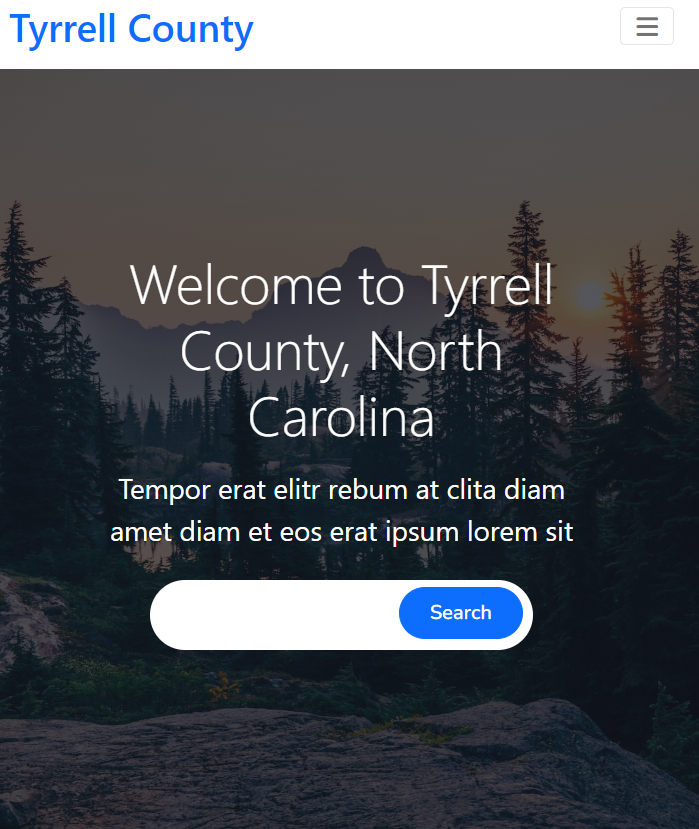 Tyrrell County
Welcome to Tyrrell
County, North
Carolina
Tempor erat elitr rebum at clita diam
amet diam et eos erat ipsum lorem sit
Search